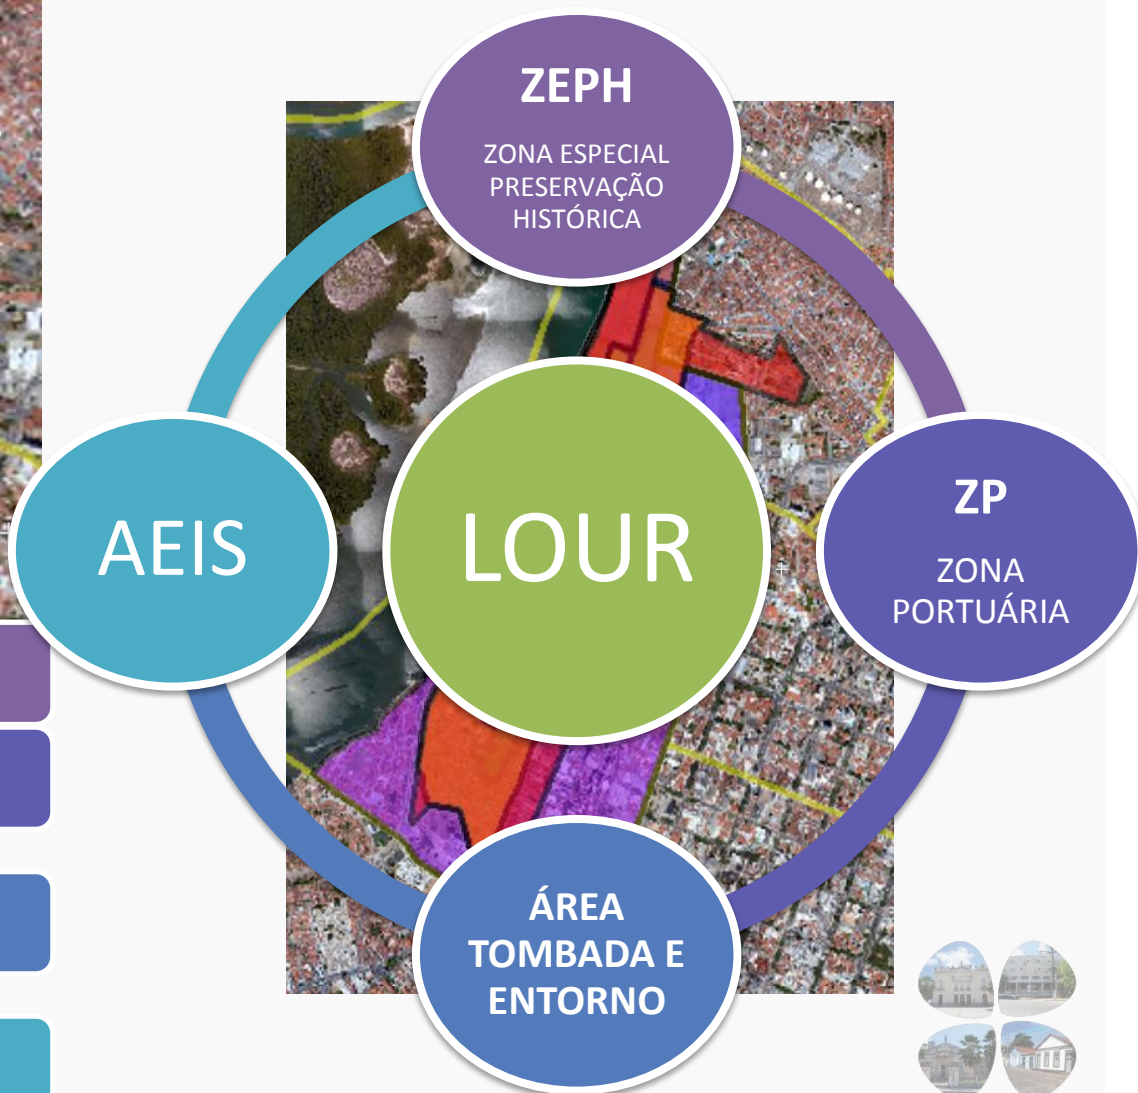 ZEPH
ZONA ESPECIAL
PRESERVAÇÃO
HISTÓRICA
AEIS
LOUR
ZP
ZONA
PORTUÁRIA
ÁREA
TOMBADA E
ENTORNO